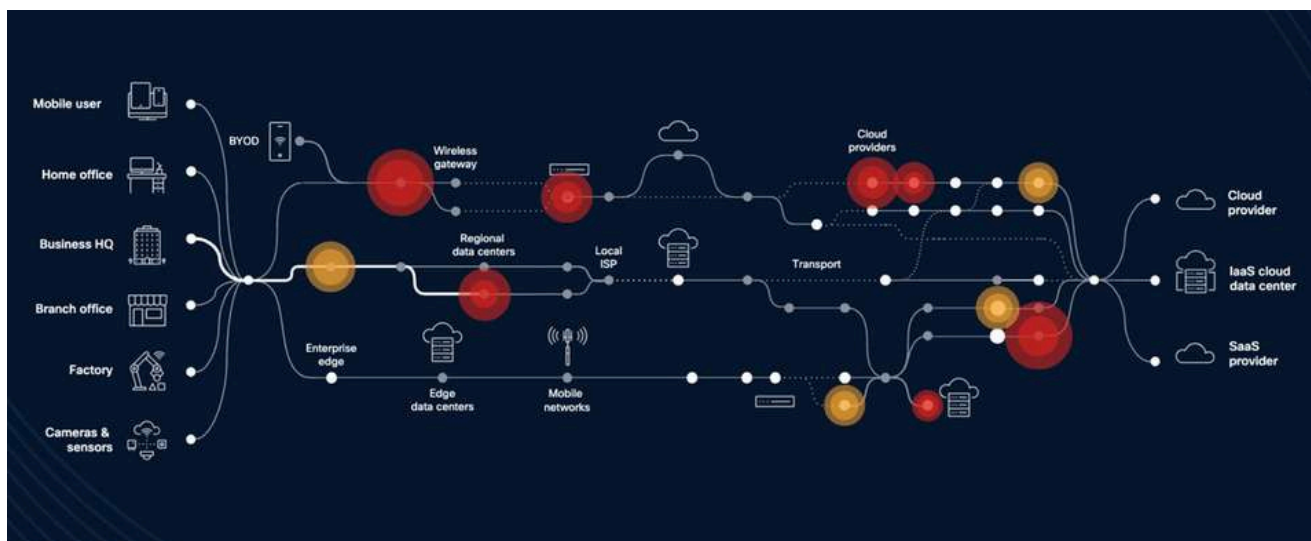 Mobile user
Home office
Business HQ
Branch office
Factory
Cameras &
sensors
BYOD
Wireless
gateway
Cloud
providers
Regional
data centers
Local
ISP
Transport
Enterprise
edge
Edge
data centers
Mobile
networks
Cloud
provider
IaaS cloud
data center
SaaS
provider